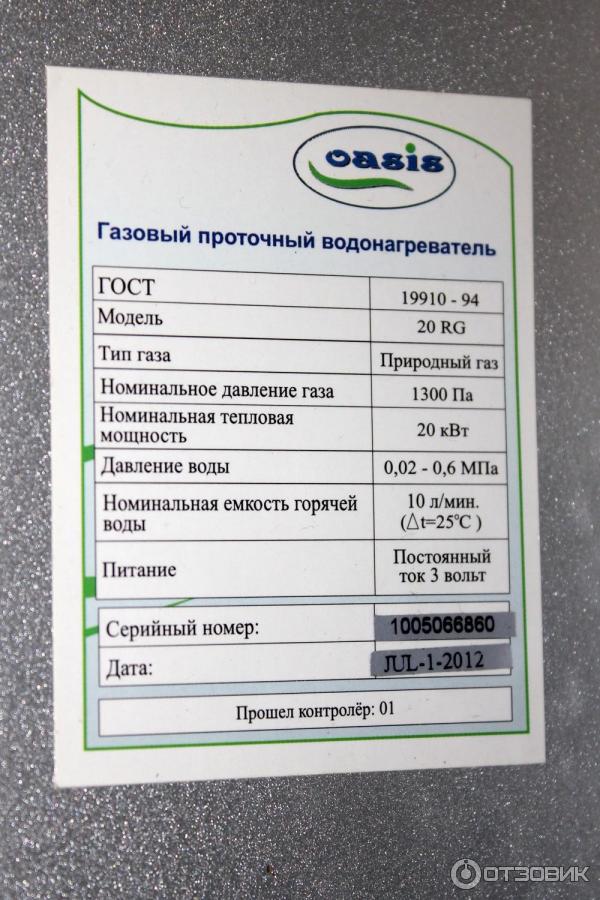 oasis
Газовый проточный водонагреватель
ГОСТ 19910 - 94
Модель 20 RG
Тип газа Природный газ
Номинальное давление газа 1300 Па
Номинальная тепловая
мощность 20 кВт
Давление воды 0,02 - 0,6 МПа
Номинальная емкость горячей
воды 10 л/мин.
(△t=25℃ )
Питание Постоянный
ток 3 вольт
Серийный номер: 1005066860
Дата: JUL-1-2012
Прошел контролёр: 01
ОТЗОВИК